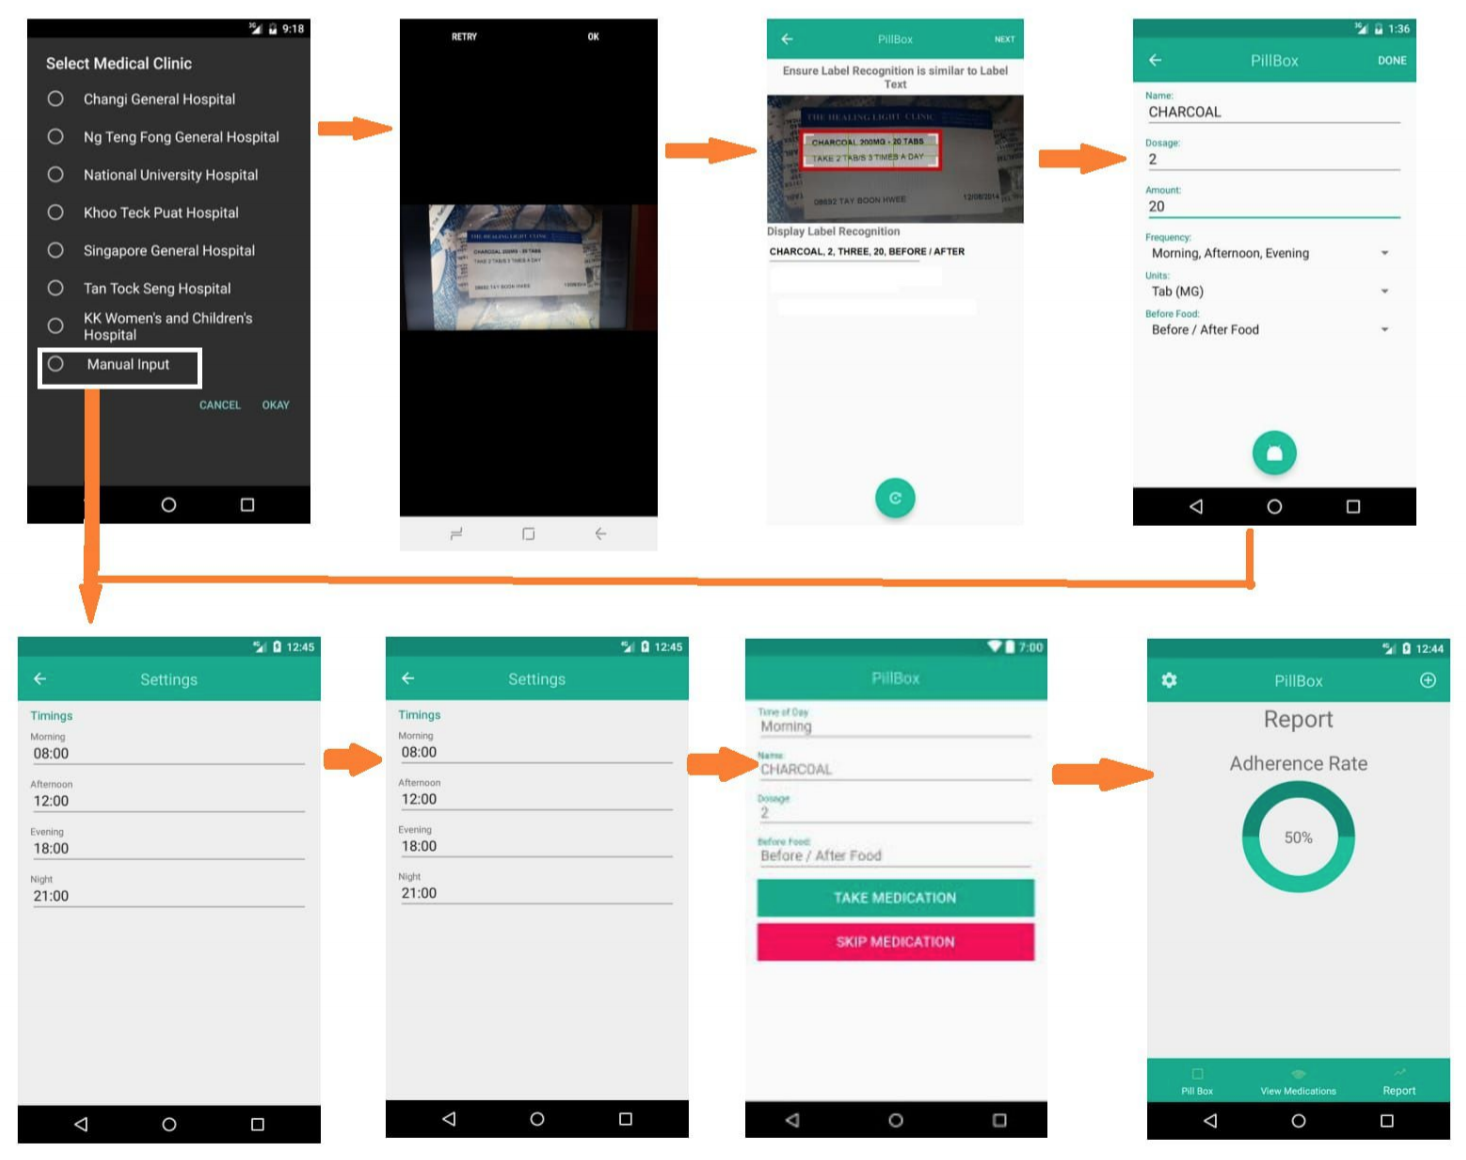 9:18
Select Medical Clinic
Changi General Hospital
Ng Teng Fong General Hospital
National University Hospital
Khoo Teck Puat Hospital
Singapore General Hospital
Tan Tock Seng Hospital
KK Women's and Children's
Hospital
Manual Input
CANCEL OKAY
RETRY OK
THE HEALING LIGHT CLINIC
CHARCOAL 200MG - 20 TABS
TAKE 2 TAB/S 3 TIMES A DAY
PillBox NEXT
Ensure Label Recognition is similar to Label
Text
THE HEALING LIGHT CLINIC
CHARCOAL 200MG - 20 TABS
TAKE 2 TAB/S 3 TIMES A DAY
TAY BOON HWEE 12/08/2014
Display Label Recognition
CHARCOAL, 2, THREE, 20, BEFORE / AFTER
1:36
PillBox DONE
Name:
CHARCOAL
Dosage:
2
Amount:
20
Frequency:
Morning, Afternoon, Evening
Units:
Tab (MG)
Before Food:
Before / After Food
12:45
Settings
Timings
Morning
08:00
Afternoon
12:00
Evening
18:00
Night
21:00
12:45
Settings
Timings
Morning
08:00
Afternoon
12:00
Evening
18:00
Night
21:00
7:00
PillBox
Time of Day
Morning
Name:
CHARCOAL
Dosage
2
Before Food:
Before / After Food
TAKE MEDICATION
SKIP MEDICATION
12:44
PillBox
Report
Adherence Rate
50%
Pill Box View Medications Report